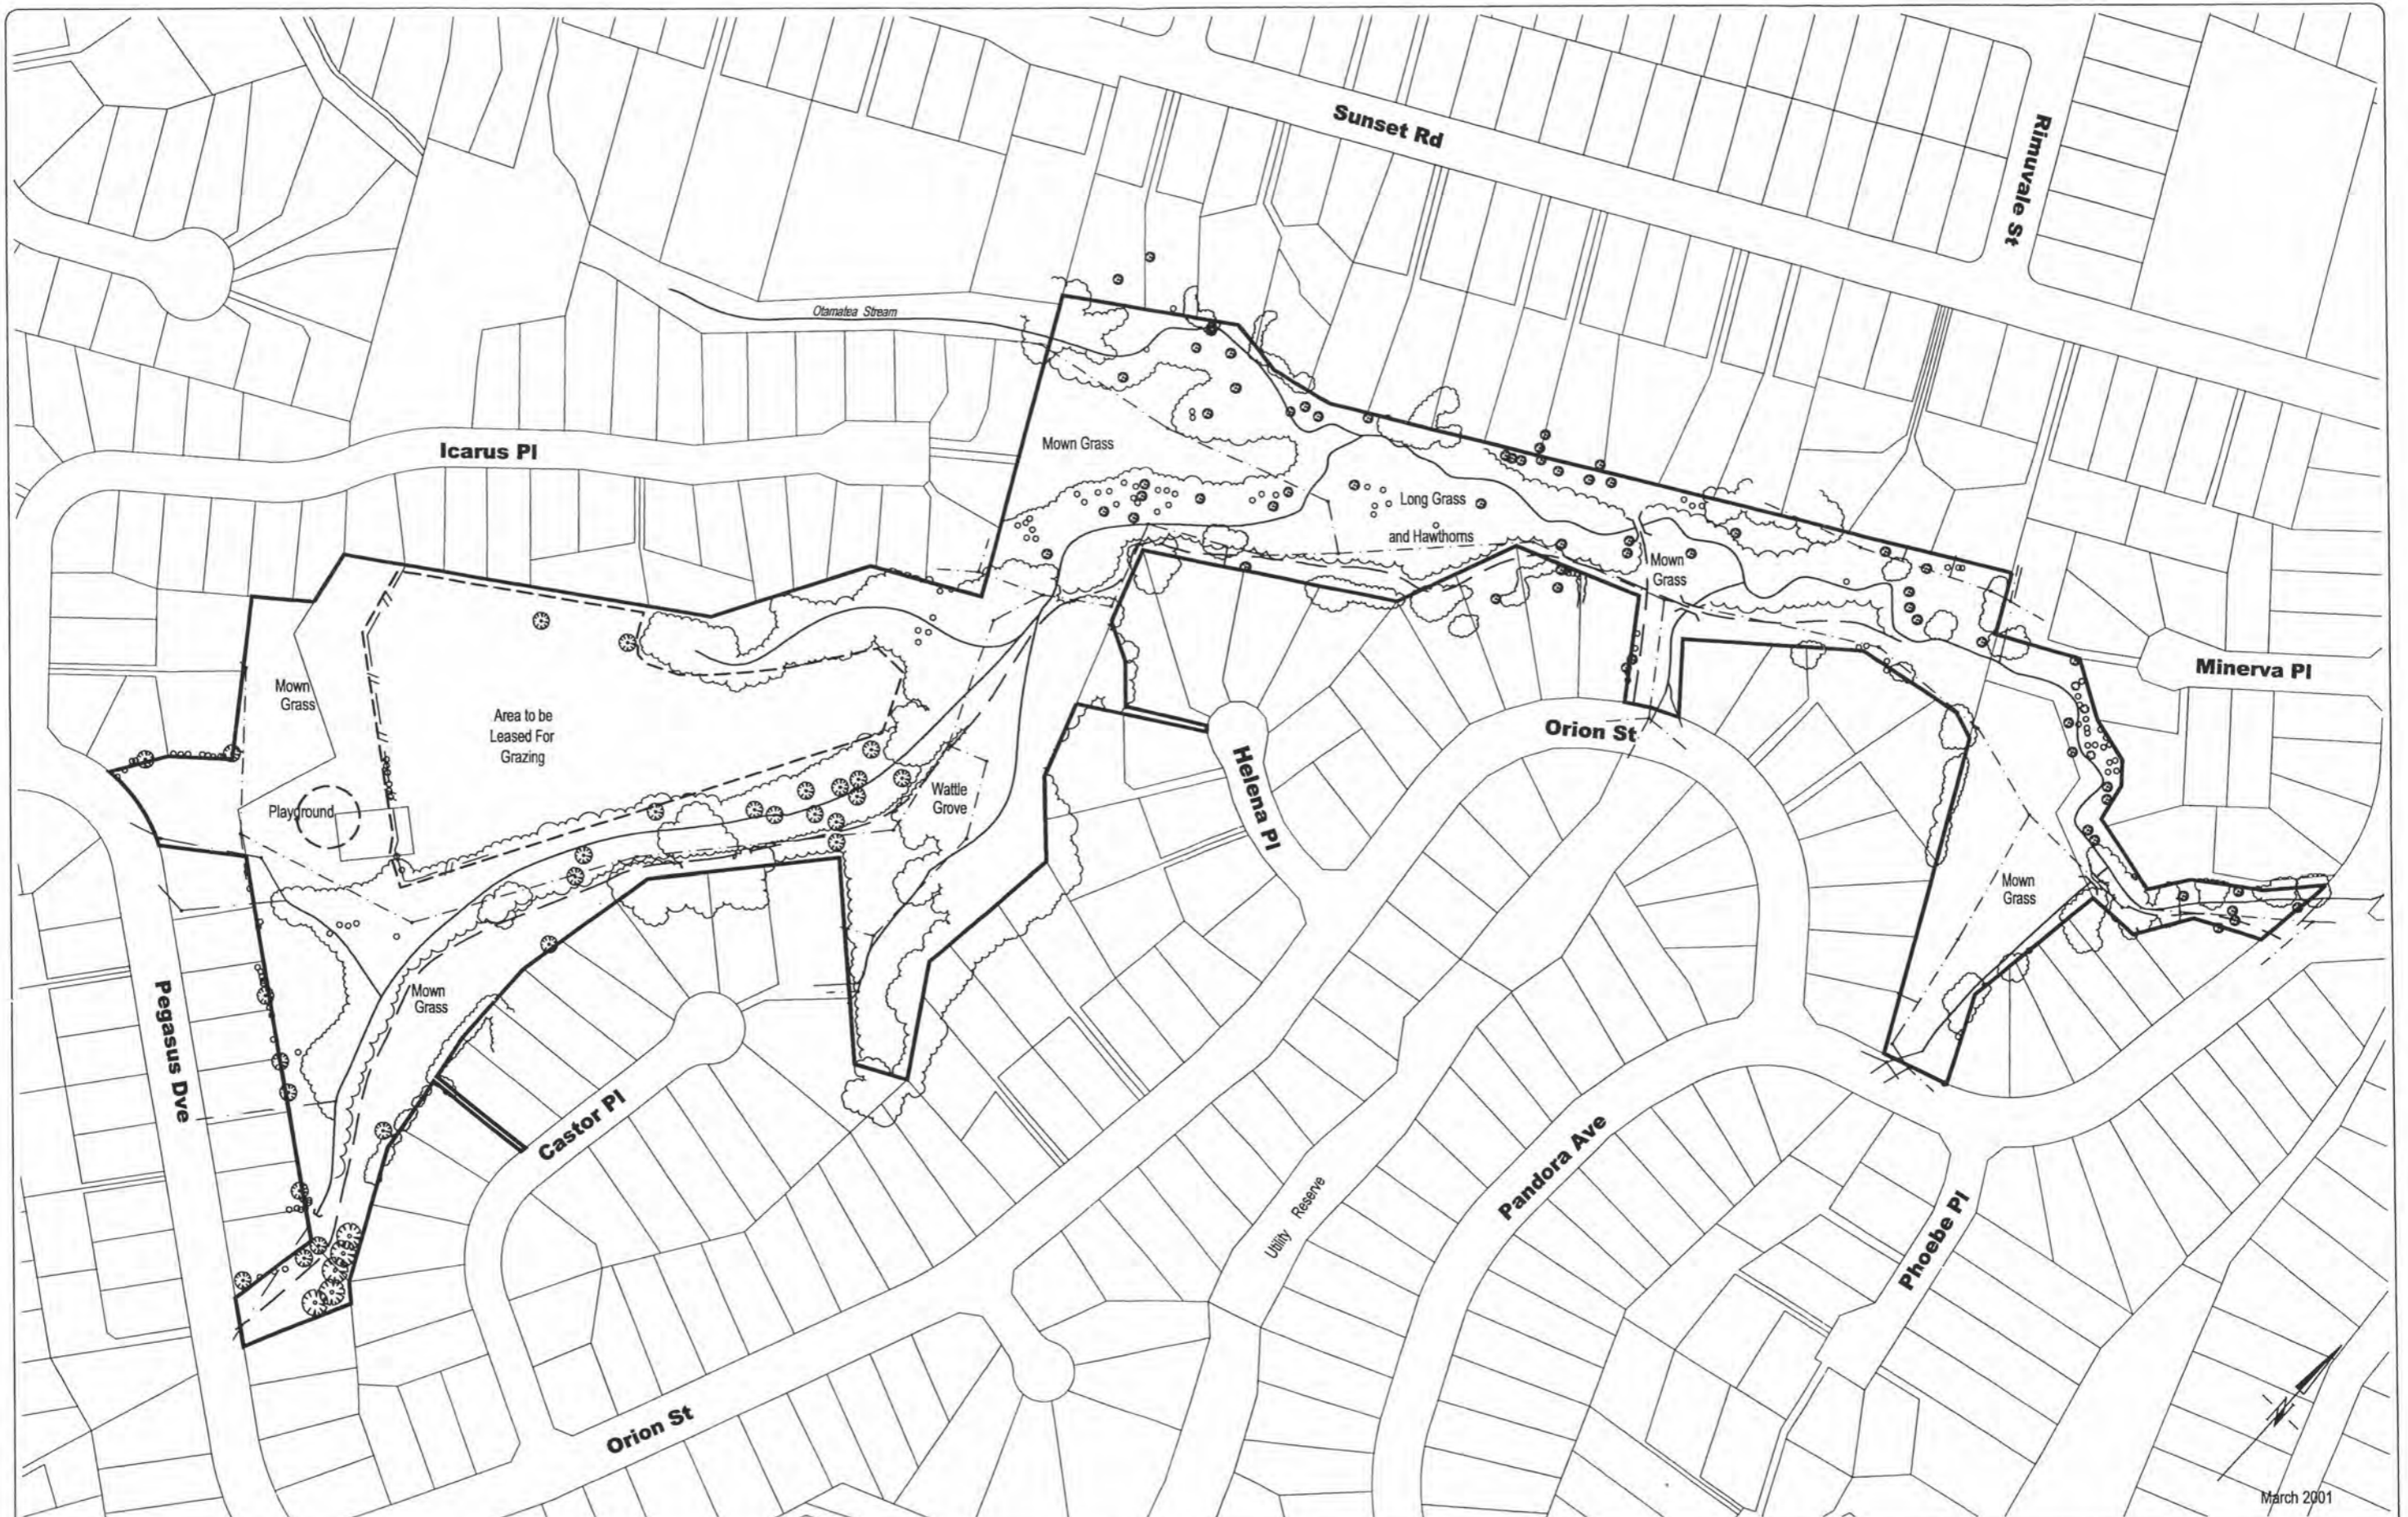 Sunset Rd
Rimuvale St
Otamatea Stream
Mown Grass
Icarus Pl
Long Grass
and Hawthorns
Mown
Grass
Minerva Pl
Mown
Grass
Area to be
Leased For
Grazing
Orion St
Helena Pl
Wattle
Grove
Playground
Mown
Grass
Mown
Grass
Pegasus Dve
Castor Pl
Pandora Ave
Utility Reserve
Phoebe Pl
Orion St
N
March 2001